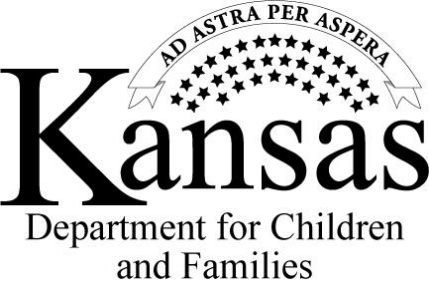 AD ASTRA PER ASPERA
Kansas
Department for Children
and Families